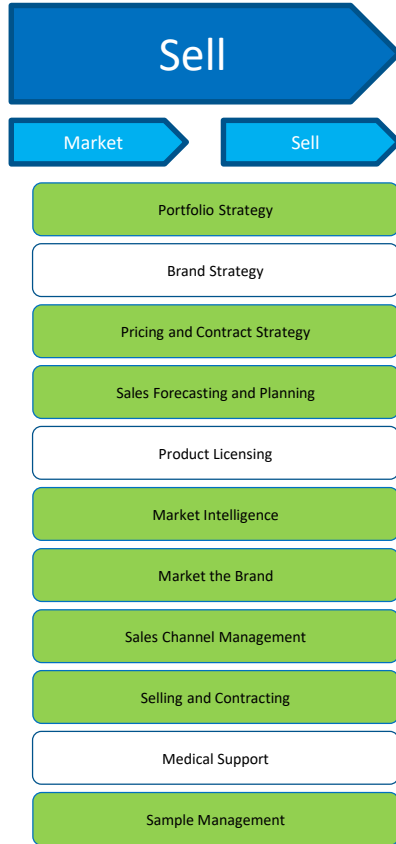 Sell
Market
Sell
Portfolio Strategy
Brand Strategy
Pricing and Contract Strategy
Sales Forecasting and Planning
Product Licensing
Market Intelligence
Market the Brand
Sales Channel Management
Selling and Contracting
Medical Support
Sample Management